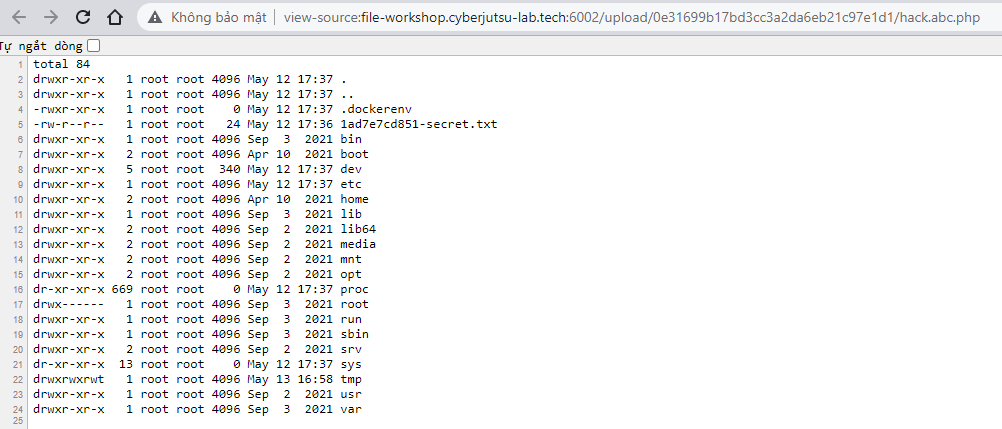 Không bảo mật | view-source:file-workshop.cyberjutsu-lab.tech:6002/upload/0e31699b17bd3cc3a2da6eb21c97e1d1/hack.abc.php
Tự ngắt dòng
1 total 84
2 drwxr-xr-x 1 root root 4096 May 12 17:37 .
3 drwxr-xr-x 1 root root 4096 May 12 17:37 ..
4 -rwxr-xr-x 1 root root 0 May 12 17:37 .dockerenv
5 -rw-r--r-- 1 root root 24 May 12 17:36 1ad7e7cd851-secret.txt
6 drwxr-xr-x 1 root root 4096 Sep 3 2021 bin
7 drwxr-xr-x 2 root root 4096 Apr 10 2021 boot
8 drwxr-xr-x 5 root root 340 May 12 17:37 dev
9 drwxr-xr-x 1 root root 4096 May 12 17:37 etc
10 drwxr-xr-x 2 root root 4096 Apr 10 2021 home
11 drwxr-xr-x 1 root root 4096 Sep 3 2021 lib
12 drwxr-xr-x 2 root root 4096 Sep 2 2021 lib64
13 drwxr-xr-x 2 root root 4096 Sep 2 2021 media
14 drwxr-xr-x 2 root root 4096 Sep 2 2021 mnt
15 drwxr-xr-x 2 root root 4096 Sep 2 2021 opt
16 dr-xr-xr-x 669 root root 0 May 12 17:37 proc
17 drwx------ 1 root root 4096 Sep 3 2021 root
18 drwxr-xr-x 1 root root 4096 Sep 3 2021 run
19 drwxr-xr-x 1 root root 4096 Sep 3 2021 sbin
20 drwxr-xr-x 2 root root 4096 Sep 2 2021 srv
21 dr-xr-xr-x 13 root root 0 May 12 17:37 sys
22 drwxrwxrwt 1 root root 4096 May 13 16:58 tmp
23 drwxr-xr-x 1 root root 4096 Sep 2 2021 usr
24 drwxr-xr-x 1 root root 4096 Sep 3 2021 var
25